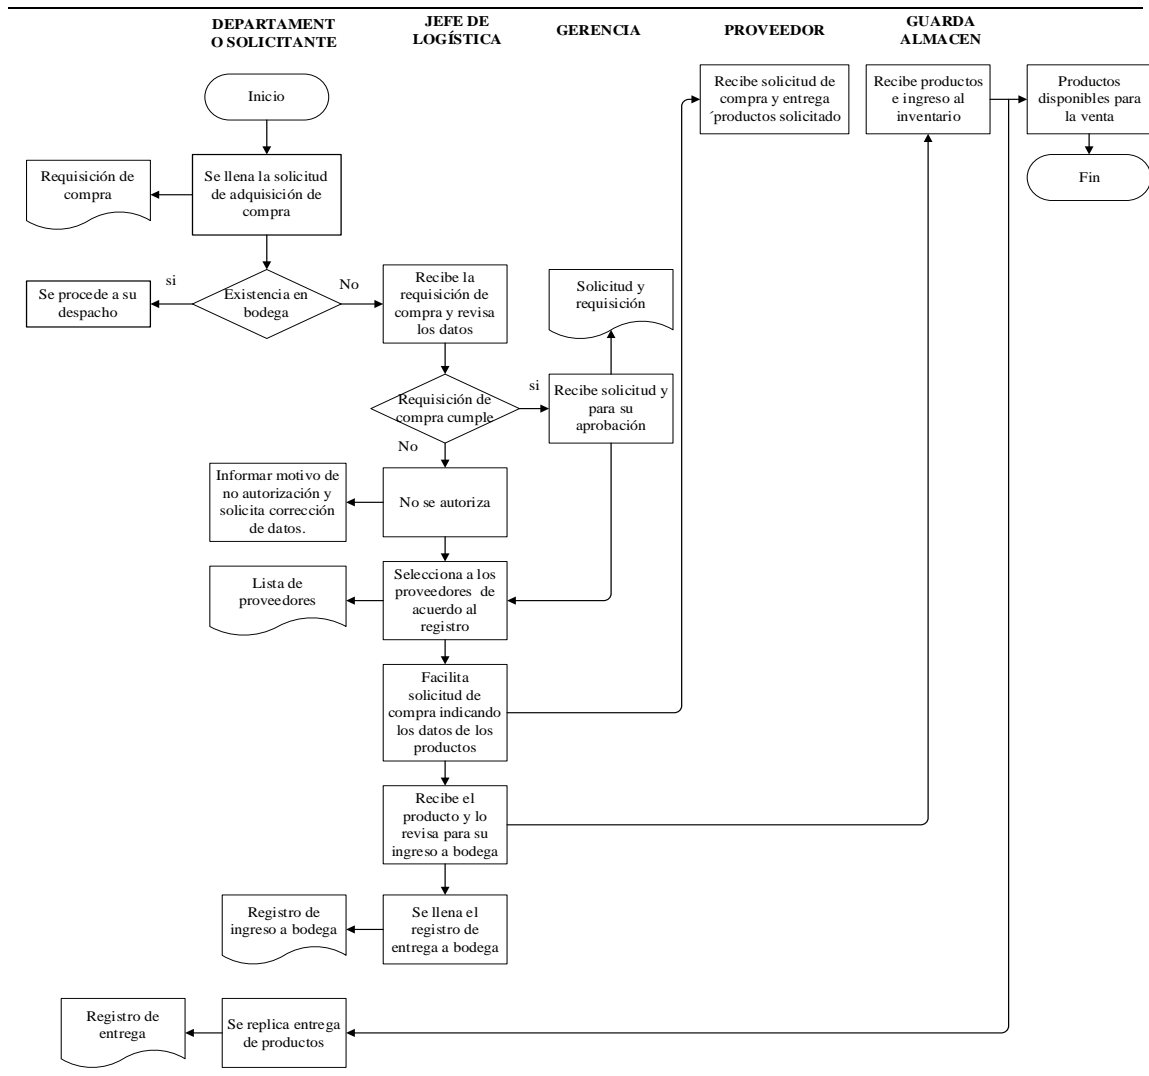 DEPARTAMENT
O SOLICITANTE
JEFE DE
LOGÍSTICA
GERENCIA
PROVEEDOR
GUARDA
ALMACEN
Inicio
Recibe solicitud de
compra y entrega
´productos solicitado
Recibe productos
e ingreso al
inventario
Productos
disponibles para
la venta
Requisición de
compra
Se llena la solicitud
de adquisición de
compra
Fin
Se procede a su
despacho
si
Existencia en
bodega
No
Recibe la
requisición de
compra y revisa
los datos
Solicitud y
requisición
Requisición de
compra cumple
si
Recibe solicitud y
para su
aprobación
No
Informar motivo de
no autorización y
solicita corrección
de datos.
No se autoriza
Lista de
proveedores
Selecciona a los
proveedores de
acuerdo al
registro
Facilita
solicitud de
compra indicando
los datos de los
productos
Recibe el
producto y lo
revisa para su
ingreso a bodega
Registro de
ingreso a bodega
Se llena el
registro de
entrega a bodega
Registro de
entrega
Se replica entrega
de productos